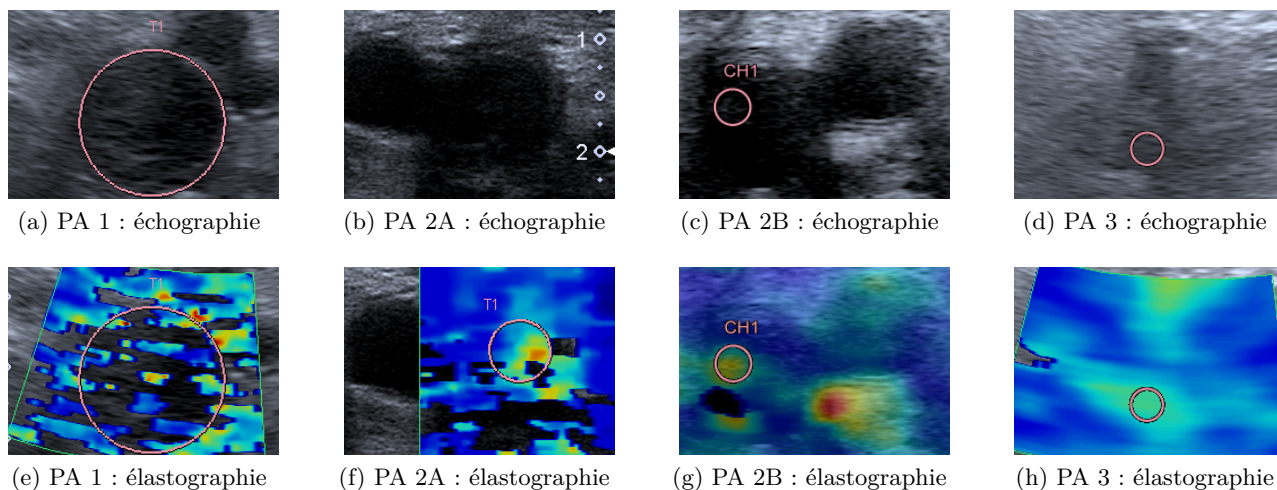 T1
1
2
CH1
(a) PA 1 : échographie
(b) PA 2A : échographie
(c) PA 2B : échographie
(d) PA 3 : échographie
T1
T1
CH1
(e) PA 1 : élastographie
(f) PA 2A : élastographie
(g) PA 2B : élastographie
(h) PA 3 : élastographie